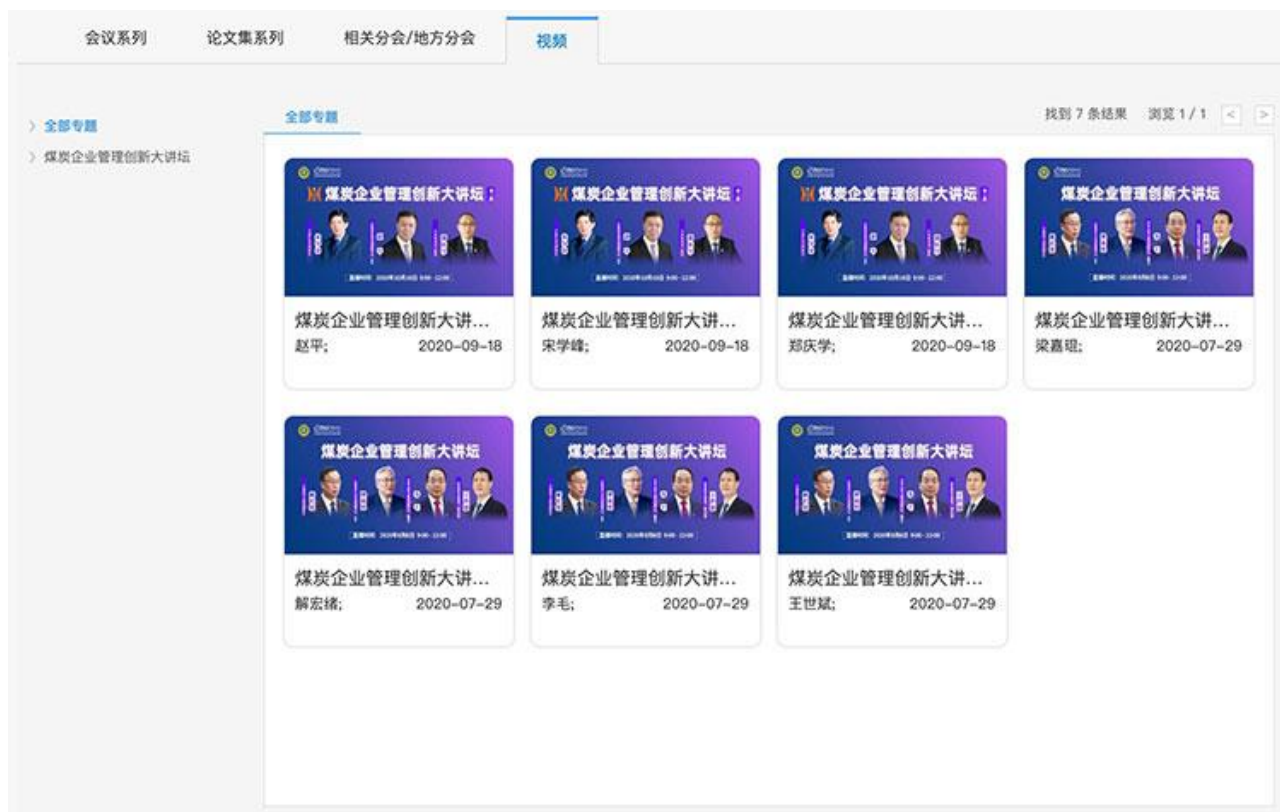 会议系列
论文集系列
相关分会/地方分会
视频
全部专题
煤炭企业管理创新大讲坛
全部专题
找到 7 条结果 浏览 1 / 1 < >
煤炭企业管理创新大讲坛
煤炭企业管理创新大讲坛
煤炭企业管理创新大讲坛
煤炭企业管理创新大讲坛
煤炭企业管理创新大讲...
赵平; 2020-09-18
煤炭企业管理创新大讲...
宋学峰; 2020-09-18
煤炭企业管理创新大讲...
郑庆学; 2020-09-18
煤炭企业管理创新大讲...
梁嘉琨; 2020-07-29
煤炭企业管理创新大讲坛
煤炭企业管理创新大讲坛
煤炭企业管理创新大讲坛
煤炭企业管理创新大讲...
解宏绪; 2020-07-29
煤炭企业管理创新大讲...
李毛; 2020-07-29
煤炭企业管理创新大讲...
王世斌; 2020-07-29